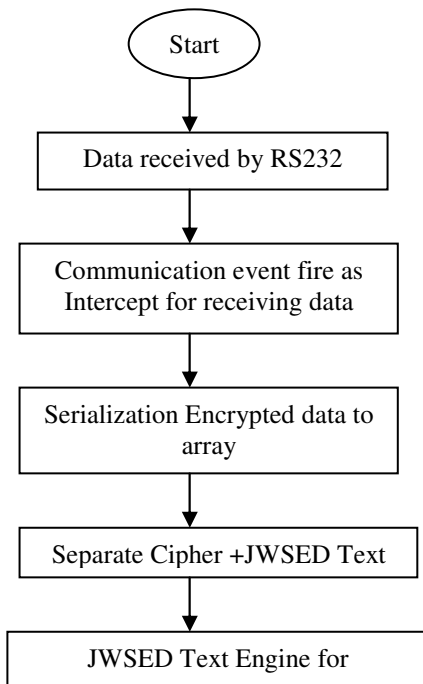 Start
Data received by RS232
Communication event fire as
Intercept for receiving data
Serialization Encrypted data to
array
Separate Cipher +JWSED Text
JWSED Text Engine for